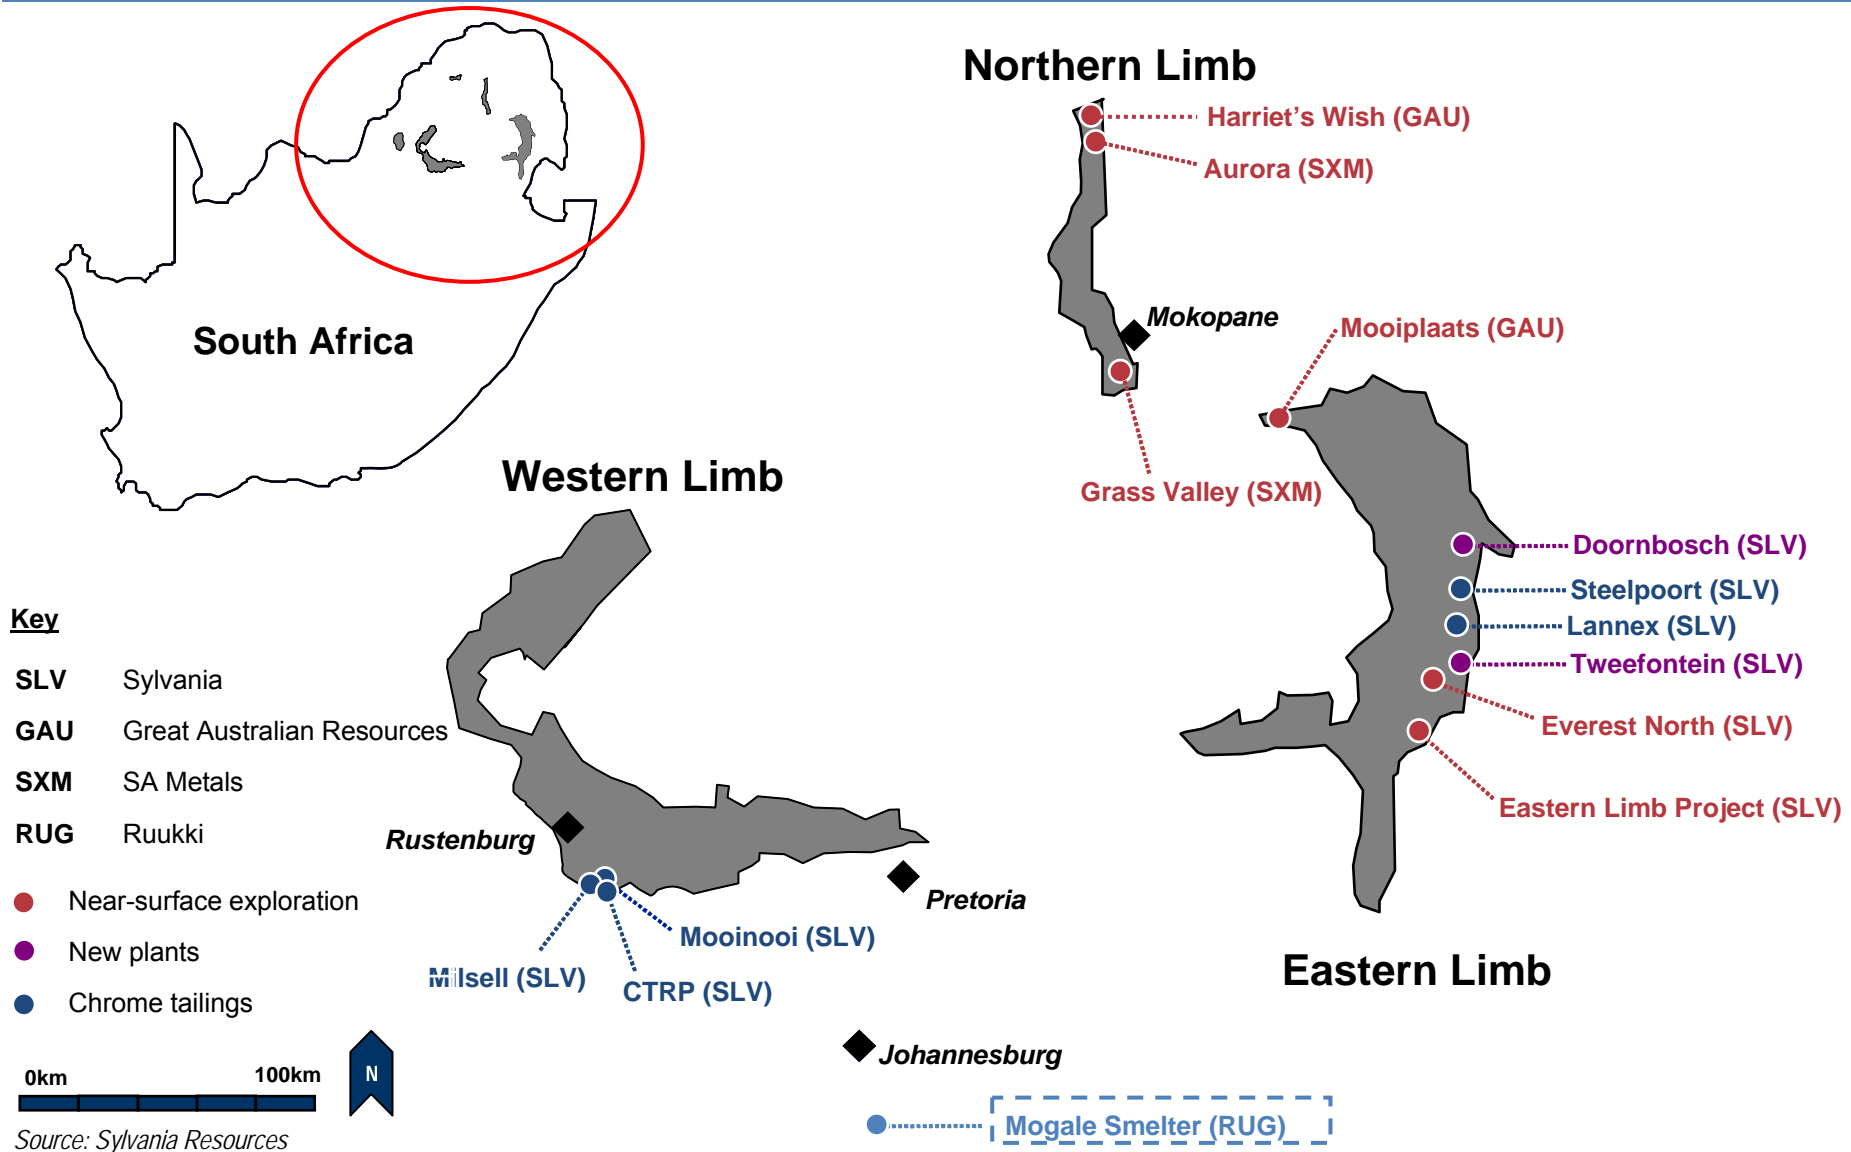 Northern Limb
Harriet's Wish (GAU)
Aurora (SXM)
South Africa
Mokopane
Mooiplaats (GAU)
Grass Valley (SXM)
Western Limb
Doornbosch (SLV)
Steelpoort (SLV)
Lannex (SLV)
Tweefontein (SLV)
Everest North (SLV)
Eastern Limb Project (SLV)
Eastern Limb
Rustenburg
Pretoria
Mooinooi (SLV)
Milsell (SLV)
CTRP (SLV)
Johannesburg
Mogale Smelter (RUG)
Key
SLV Sylvania
GAU Great Australian Resources
SXM SA Metals
RUG Ruukki
Near-surface exploration
New plants
Chrome tailings
0km 100km
N
Source: Sylvania Resources